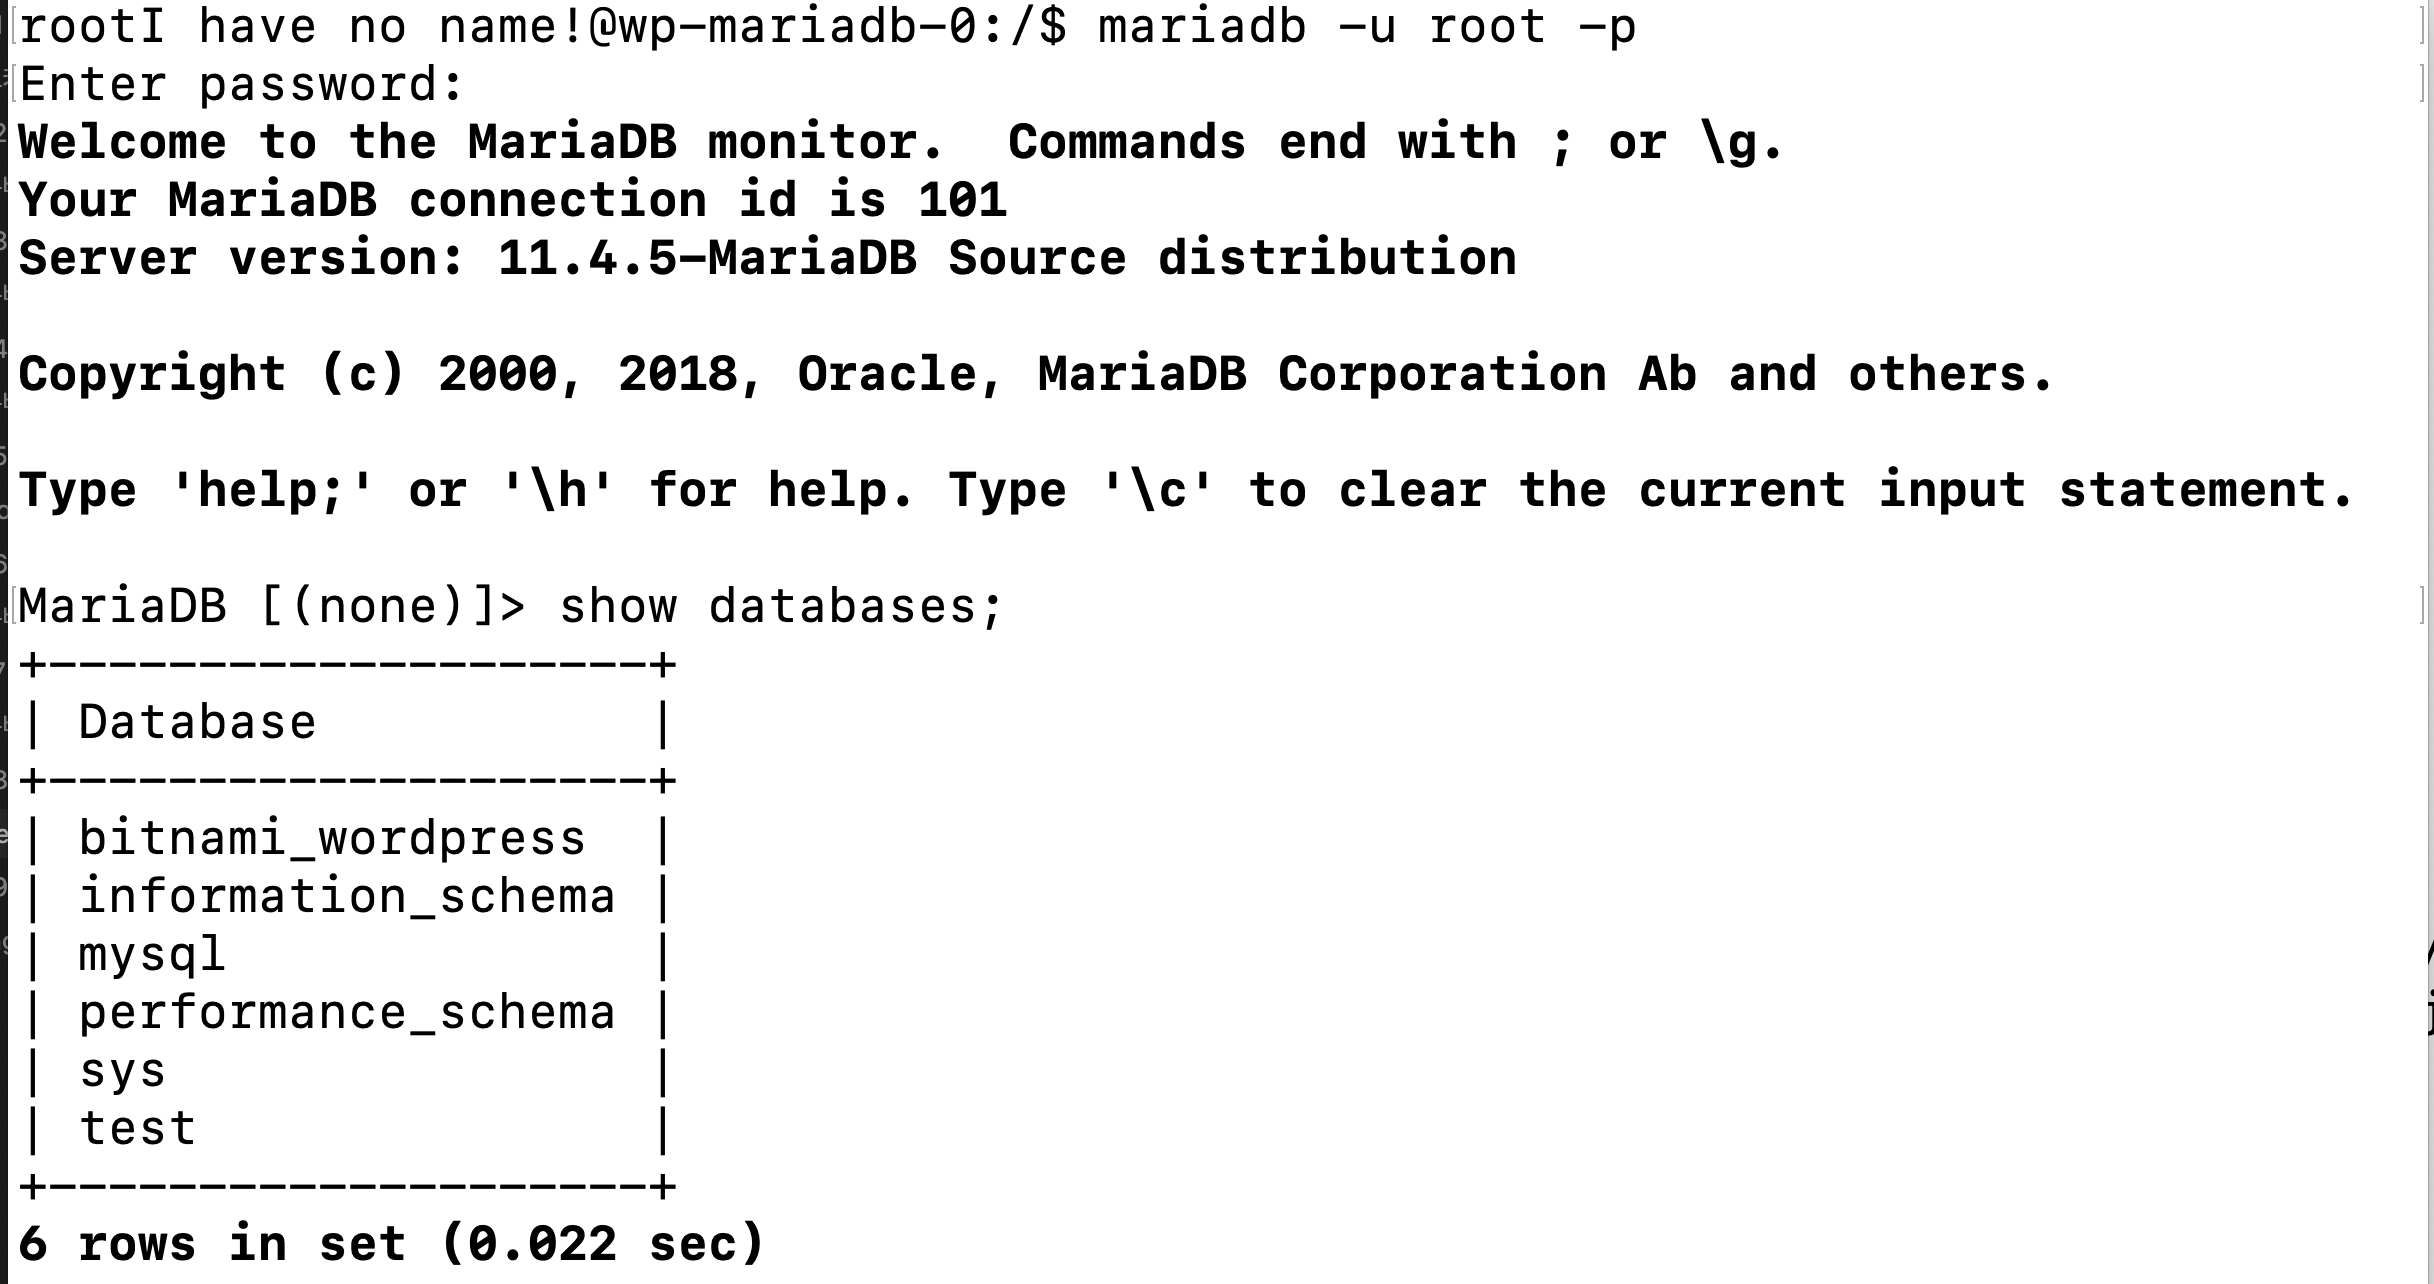 rootI have no name!@wp-mariadb-0:/$ mariadb -u root -p
Enter password:
Welcome to the MariaDB monitor.  Commands end with ; or \g.
Your MariaDB connection id is 101
Server version: 11.4.5-MariaDB Source distribution
Copyright (c) 2000, 2018, Oracle, MariaDB Corporation Ab and others.
Type 'help;' or '\h' for help. Type '\c' to clear the current input statement.
MariaDB [(none)]> show databases;
+--------------------+
| Database           |
+--------------------+
| bitnami_wordpress  |
| information_schema |
| mysql              |
| performance_schema |
| sys                |
| test               |
+--------------------+
6 rows in set (0.022 sec)